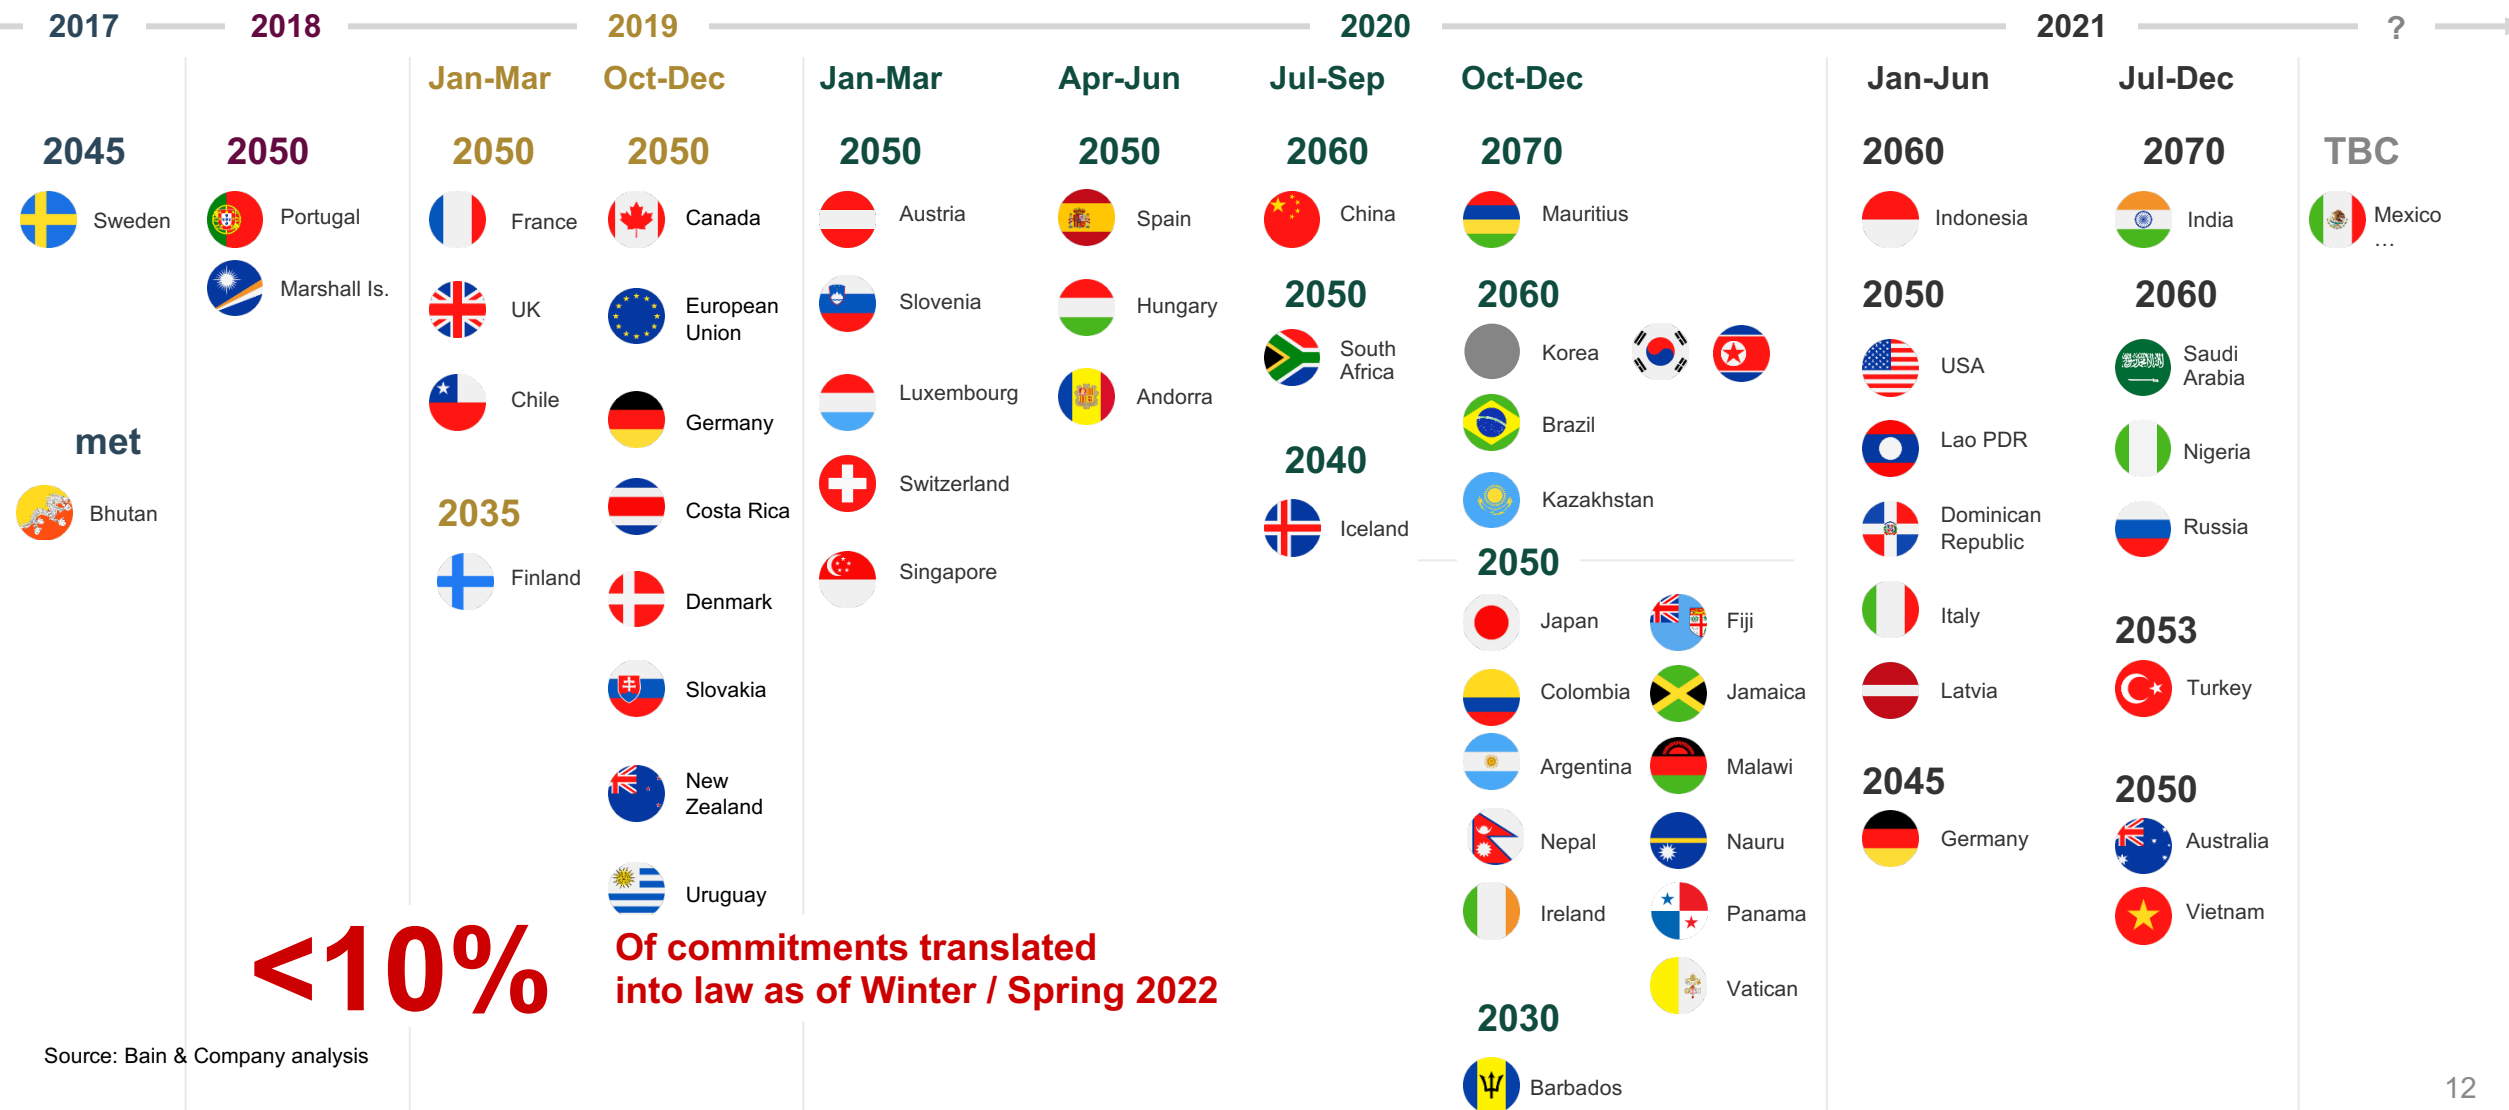 2017
2018
2019
2020
2021
?
Jan-Mar
Oct-Dec
Jan-Mar
Apr-Jun
Jul-Sep
Oct-Dec
Jan-Jun
Jul-Dec
2045
Sweden
met
Bhutan
2050
Portugal
Marshall Is.
2050
France
UK
Chile
2035
Finland
2050
Canada
European
Union
Germany
Costa Rica
Denmark
Slovakia
New
Zealand
Uruguay
2050
Austria
Slovenia
Luxembourg
Switzerland
Singapore
2050
Spain
Hungary
Andorra
2060
China
2050
South
Africa
2040
Iceland
2070
Mauritius
2060
Korea
Brazil
Kazakhstan
2050
Japan
Colombia
Argentina
Nepal
Ireland
Fiji
Jamaica
Malawi
Nauru
Panama
Vatican
2030
Barbados
2060
Indonesia
2050
USA
Lao PDR
Dominican
Republic
Italy
Latvia
2045
Germany
2070
India
2060
Saudi
Arabia
Nigeria
Russia
2053
Turkey
2050
Australia
Vietnam
TBC
Mexico
...
<10%
Of commitments translated
into law as of Winter / Spring 2022
Source: Bain & Company analysis
12